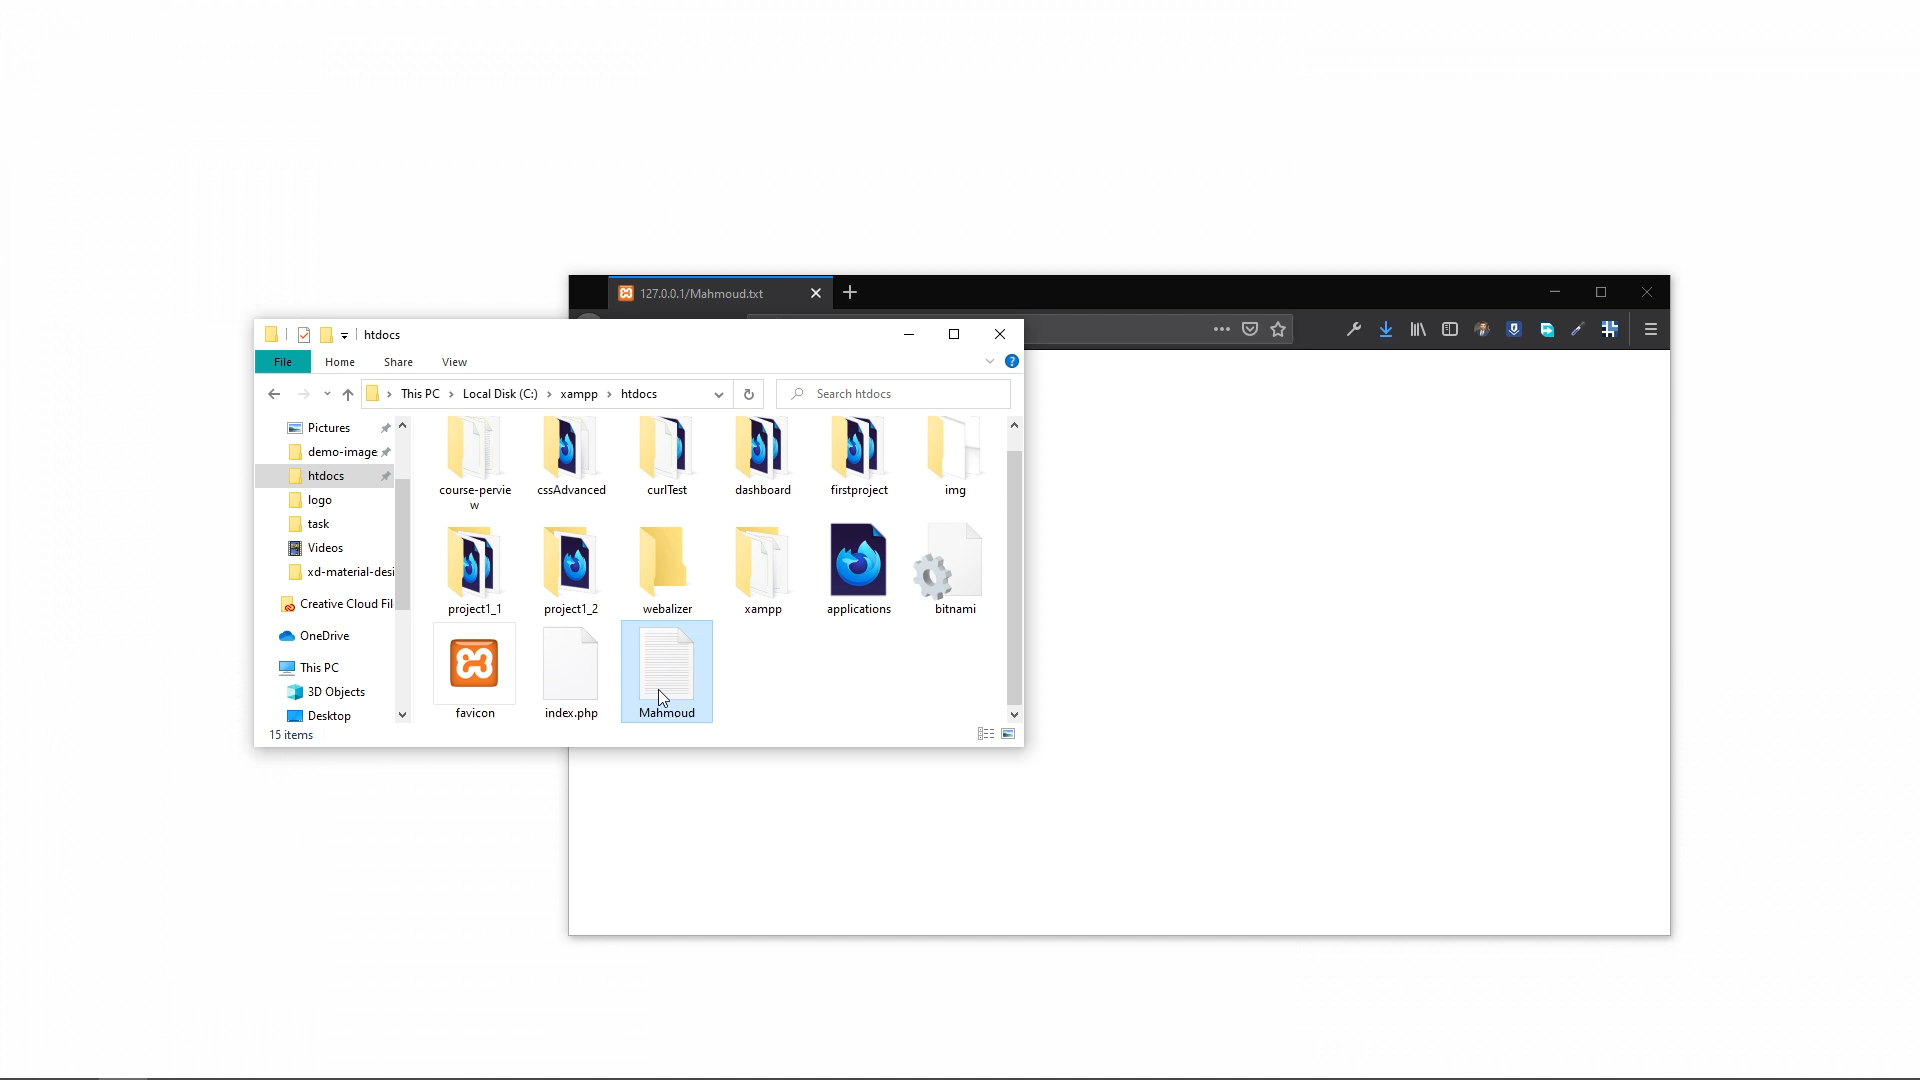 127.0.0.1/Mahmoud.txt
htdocs
File Home Share View
This PC Local Disk (C:) xampp htdocs
Search htdocs
Pictures
demo-image
htdocs
logo
task
Videos
xd-material-desi
Creative Cloud Fil
OneDrive
This PC
3D Objects
Desktop
course-pervie
w
cssAdvanced
curlTest
dashboard
firstproject
img
project1_1
project1_2
webalizer
xampp
applications
bitnami
favicon
index.php
Mahmoud
15 items